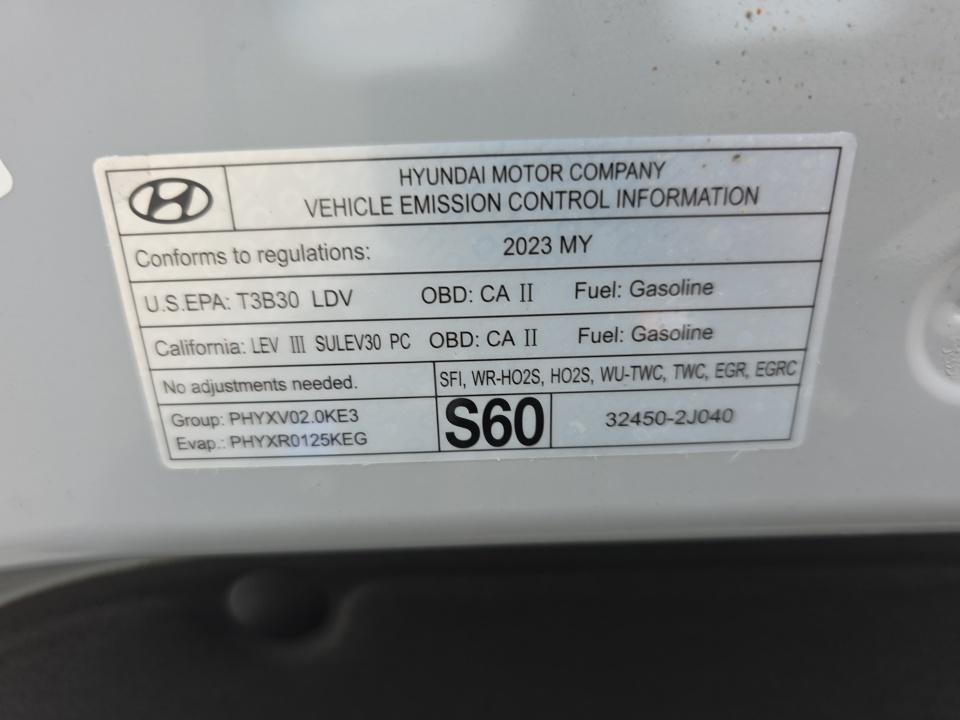 HYUNDAI MOTOR COMPANY
VEHICLE EMISSION CONTROL INFORMATION
Conforms to regulations: 2023 MY
U.S.EPA: T3B30 LDV OBD: CA II Fuel: Gasoline
California: LEV III SULEV30 PC OBD: CA II Fuel: Gasoline
No adjustments needed. SFI, WR-HO2S, HO2S, WU-TWC, TWC, EGR, EGRC
Group: PHYXV02.0KE3
Evap.: PHYXR0125KEG
S60
32450-2J040